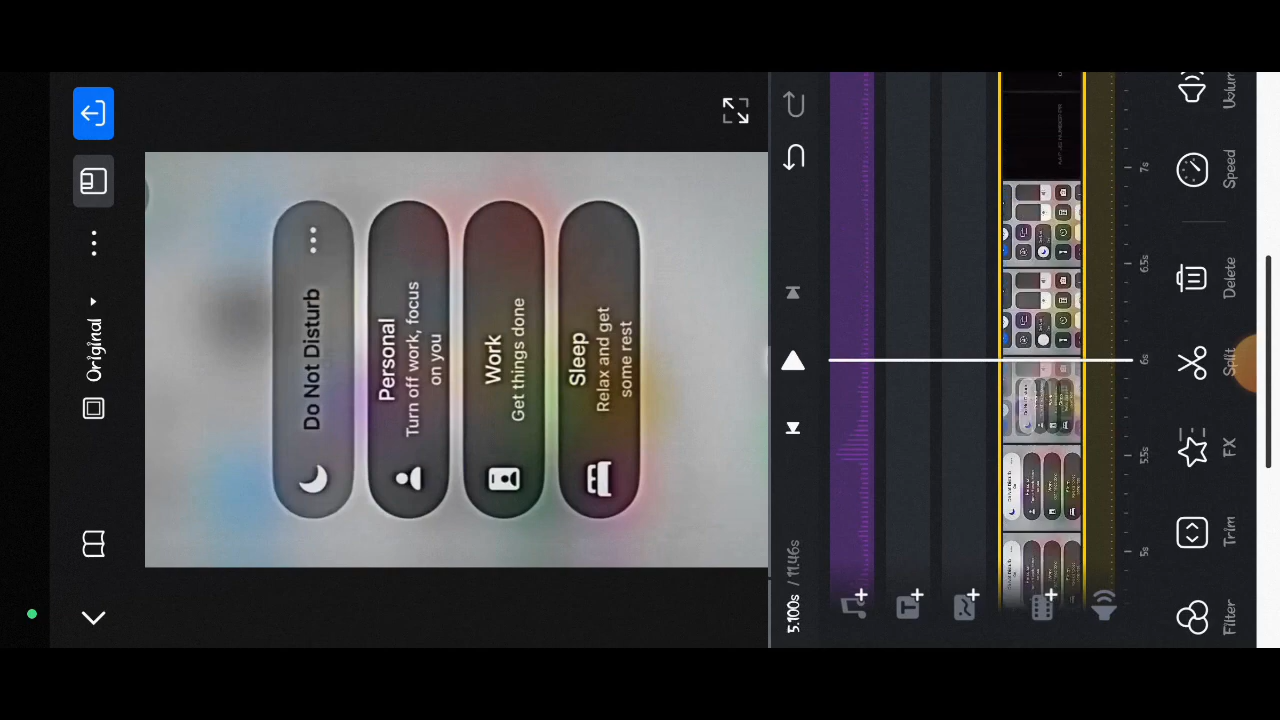 Original
Do Not Disturb
Personal
Turn off work, focus
on you
Work
Get things done
Sleep
Relax and get
some rest
5.100s / 11.46s
5s
5.5s
6s
6.5s
7s
Filter
Trim
FX
Split
Delete
Speed